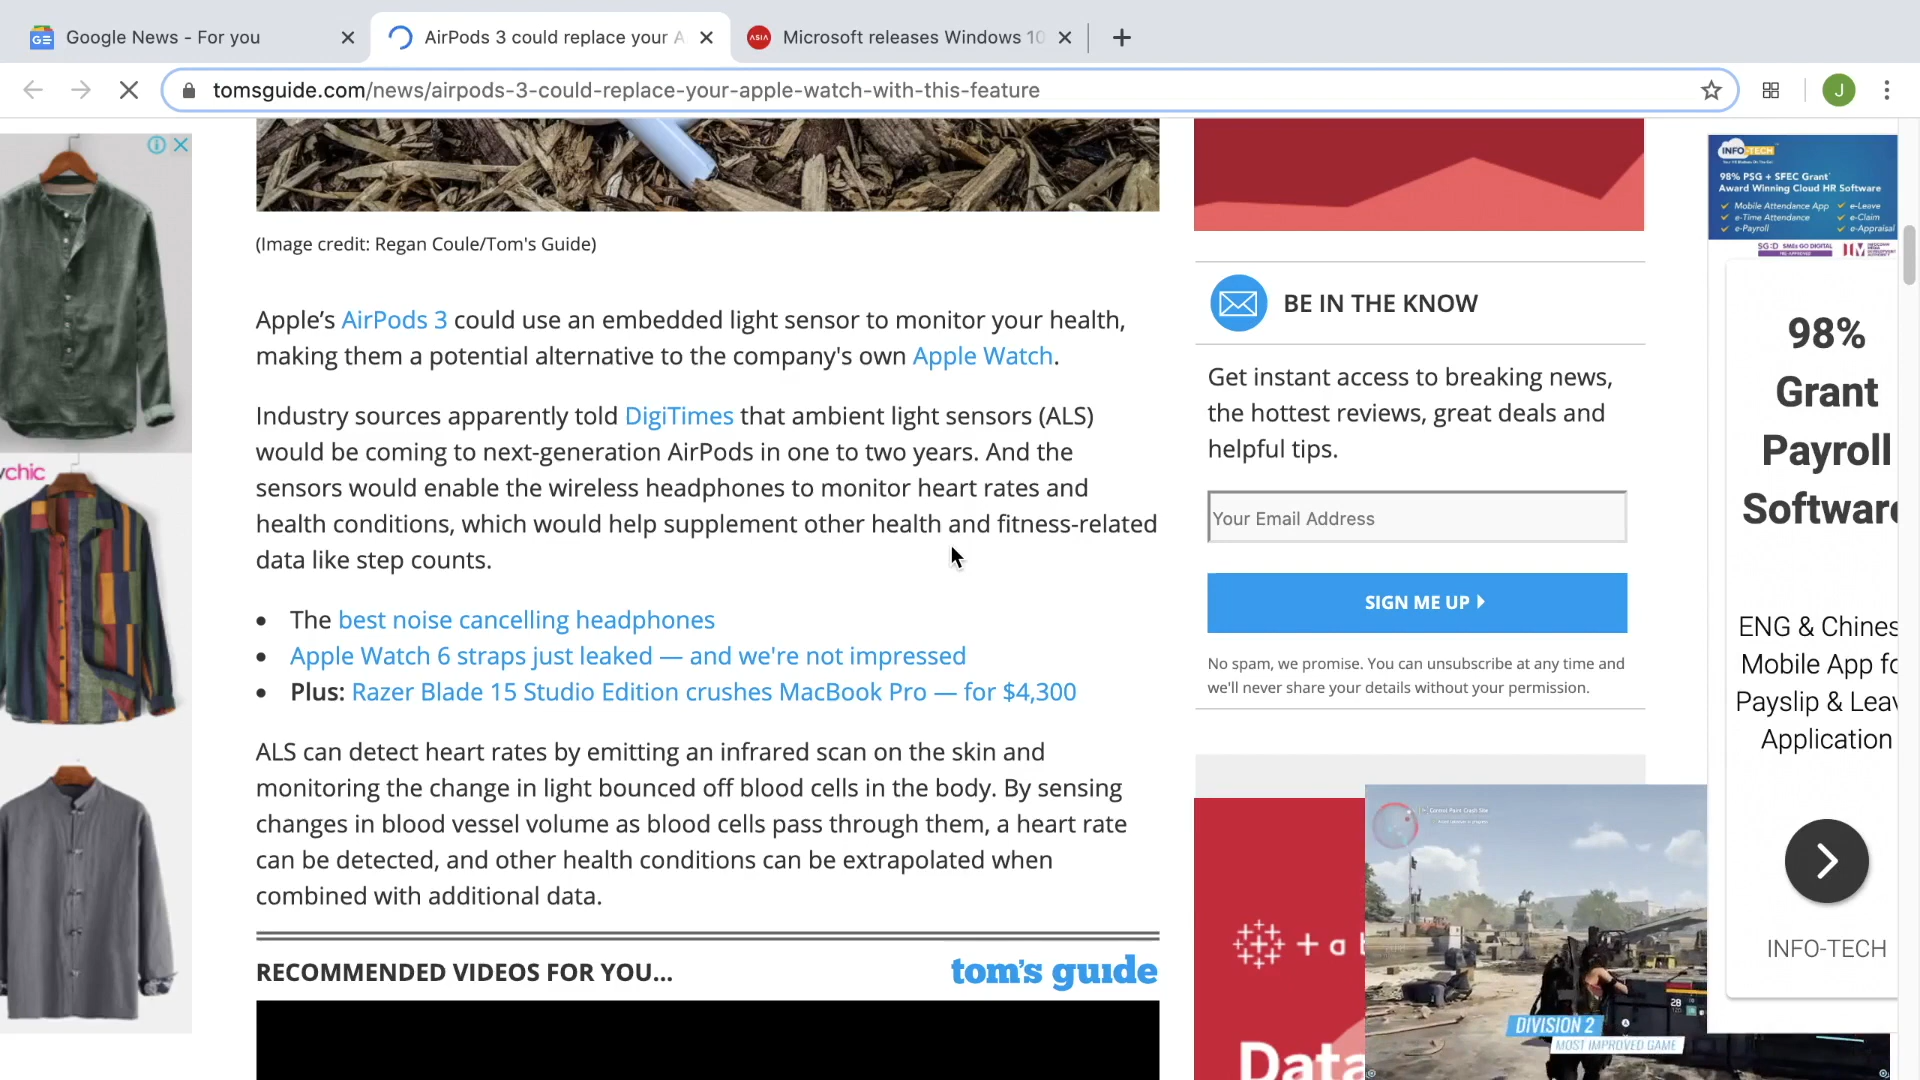 Google News - For you
AirPods 3 could replace your A
ASIA
Microsoft releases Windows 10
tomsguide.com/news/airpods-3-could-replace-your-apple-watch-with-this-feature
J
(Image credit: Regan Coule/Tom's Guide)
Apple's AirPods 3 could use an embedded light sensor to monitor your health,
making them a potential alternative to the company's own Apple Watch.
Industry sources apparently told DigiTimes that ambient light sensors (ALS)
would be coming to next-generation AirPods in one to two years. And the
sensors would enable the wireless headphones to monitor heart rates and
health conditions, which would help supplement other health and fitness-related
data like step counts.
• The best noise cancelling headphones
• Apple Watch 6 straps just leaked — and we're not impressed
• Plus: Razer Blade 15 Studio Edition crushes MacBook Pro — for $4,300
ALS can detect heart rates by emitting an infrared scan on the skin and
monitoring the change in light bounced off blood cells in the body. By sensing
changes in blood vessel volume as blood cells pass through them, a heart rate
can be detected, and other health conditions can be extrapolated when
combined with additional data.
RECOMMENDED VIDEOS FOR YOU...
tom's guide
ychic
BE IN THE KNOW
Get instant access to breaking news,
the hottest reviews, great deals and
helpful tips.
Your Email Address
SIGN ME UP
No spam, we promise. You can unsubscribe at any time and
we'll never share your details without your permission.
+ a b
Data
DIVISION 2
MOST IMPROVED GAME
28
INFO-TECH
98% PSG + SFEC Grant
Award Winning Cloud HR Software
Mobile Attendance App
e-Leave
e-Time Attendance
e-Claim
e-Payroll
e-Appraisal
98%
Grant
Payroll
Software
ENG & Chines
Mobile App fo
Payslip & Leav
Application
INFO-TECH